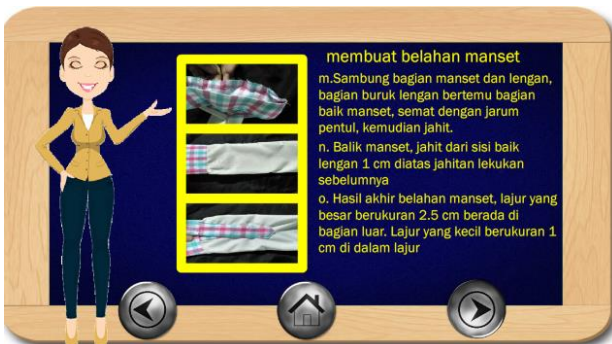 membuat belahan manset
m.Sambung bagian manset dan lengan,
bagian buruk lengan bertemu bagian
baik manset, semat dengan jarum
pentul, kemudian jahit.
n. Balik manset, jahit dari sisi baik
lengan 1 cm diatas jahitan lekukan
sebelumnya
o. Hasil akhir belahan manset, lajur yang
besar berukuran 2.5 cm berada di
bagian luar. Lajur yang kecil berukuran 1
cm di dalam lajur